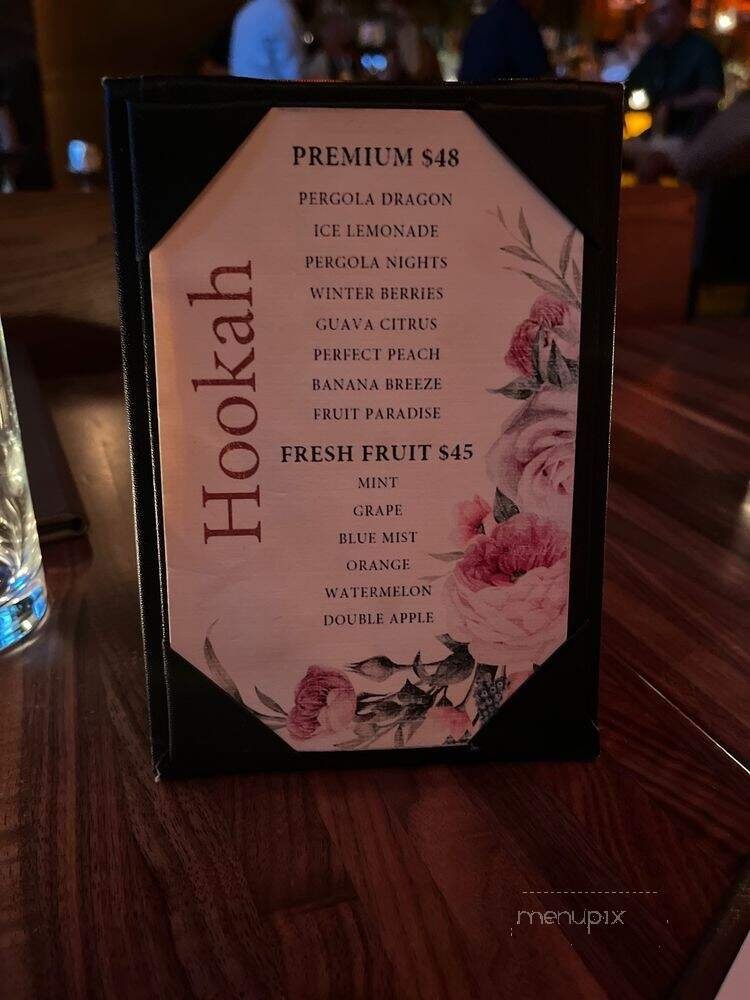 Hookah
PREMIUM $48
PERGOLA DRAGON
ICE LEMONADE
PERGOLA NIGHTS
WINTER BERRIES
GUAVA CITRUS
PERFECT PEACH
BANANA BREEZE
FRUIT PARADISE
FRESH FRUIT $45
MINT
GRAPE
BLUE MIST
ORANGE
WATERMELON
DOUBLE APPLE
menupix